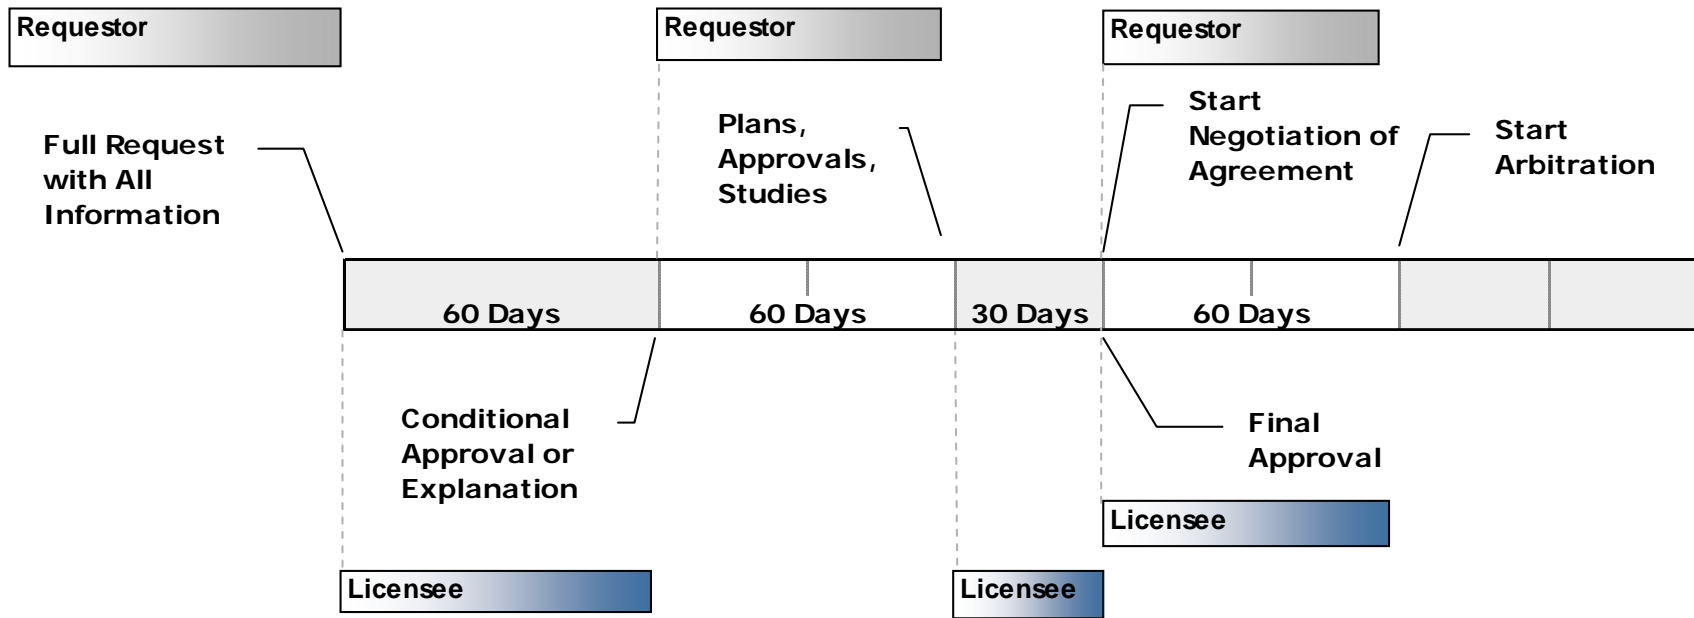 Requestor
Requestor
Requestor
Full Request
with All
Information
Plans,
Approvals,
Studies
Start
Negotiation of
Agreement
Start
Arbitration
60 Days
60 Days
30 Days
60 Days
Conditional
Approval or
Explanation
Final
Approval
Licensee
Licensee
Licensee